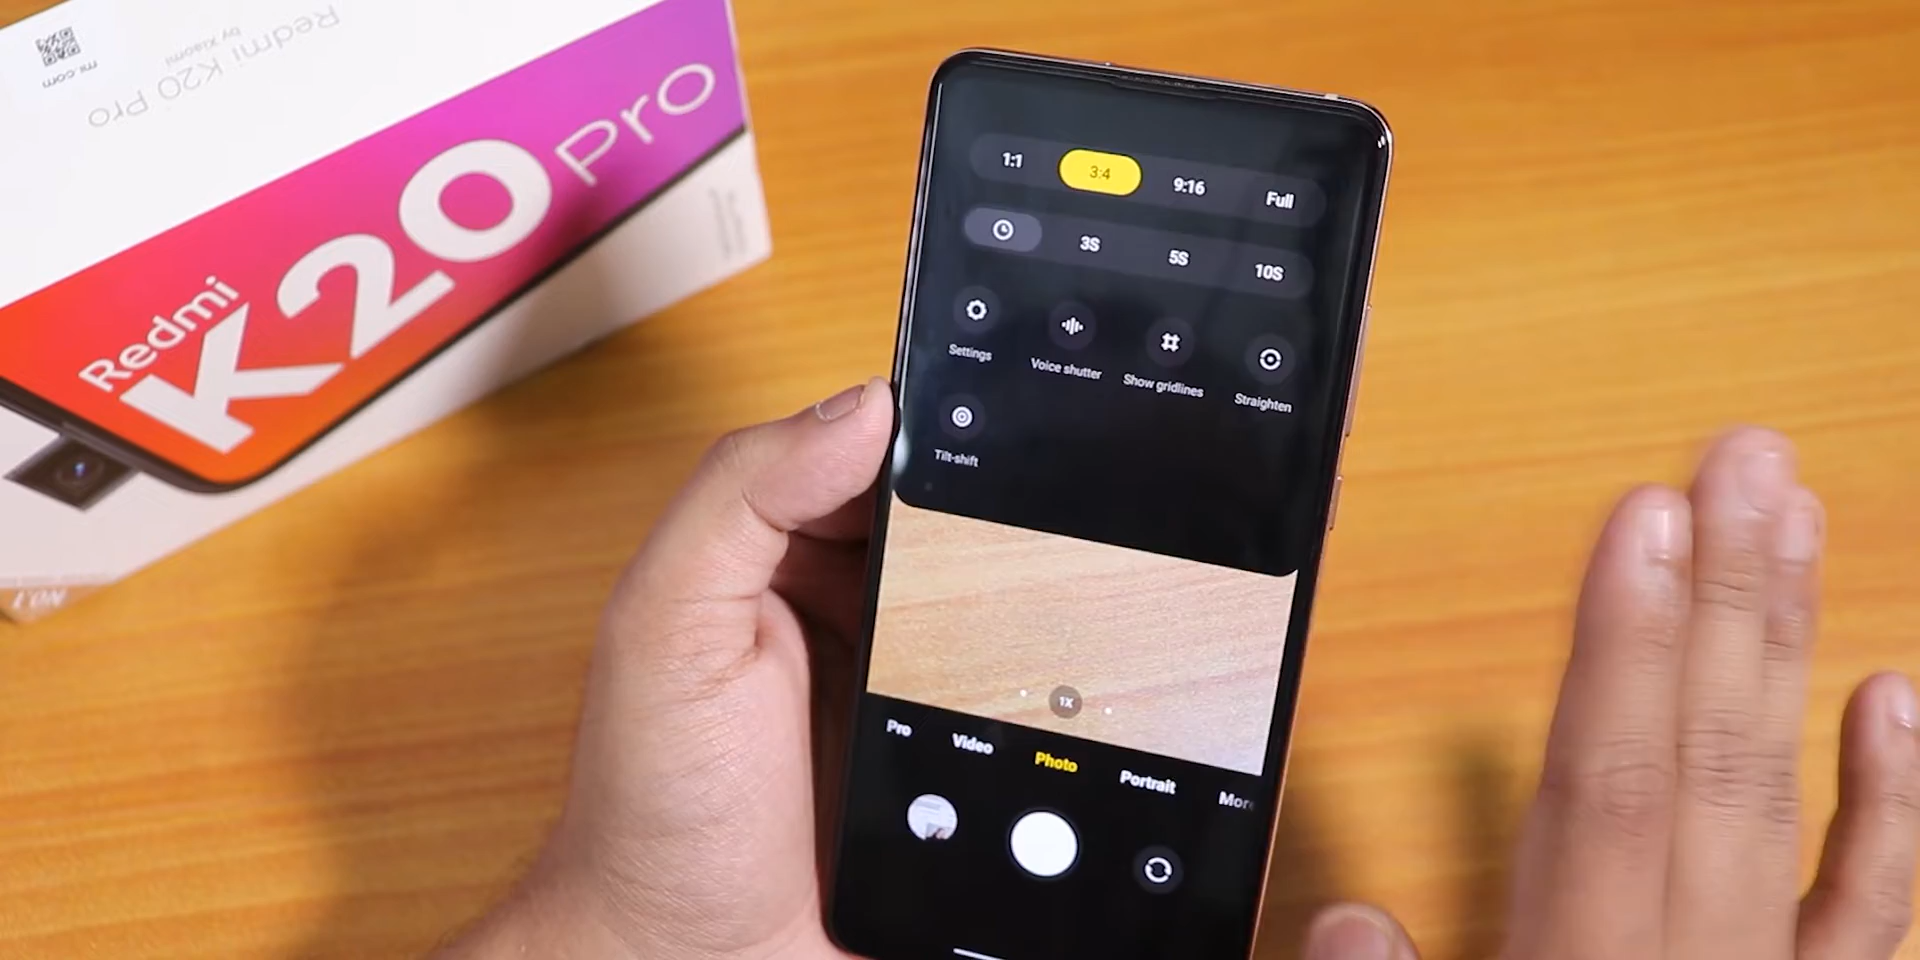 mi.com
Redmi K20 Pro
by Xiaomi
Redmi
K20 Pro
1:1
3:4
9:16
Full
3S
5S
10S
Settings
Voice shutter
Show gridlines
Straighten
Tilt-shift
1X
Pro
Video
Photo
Portrait